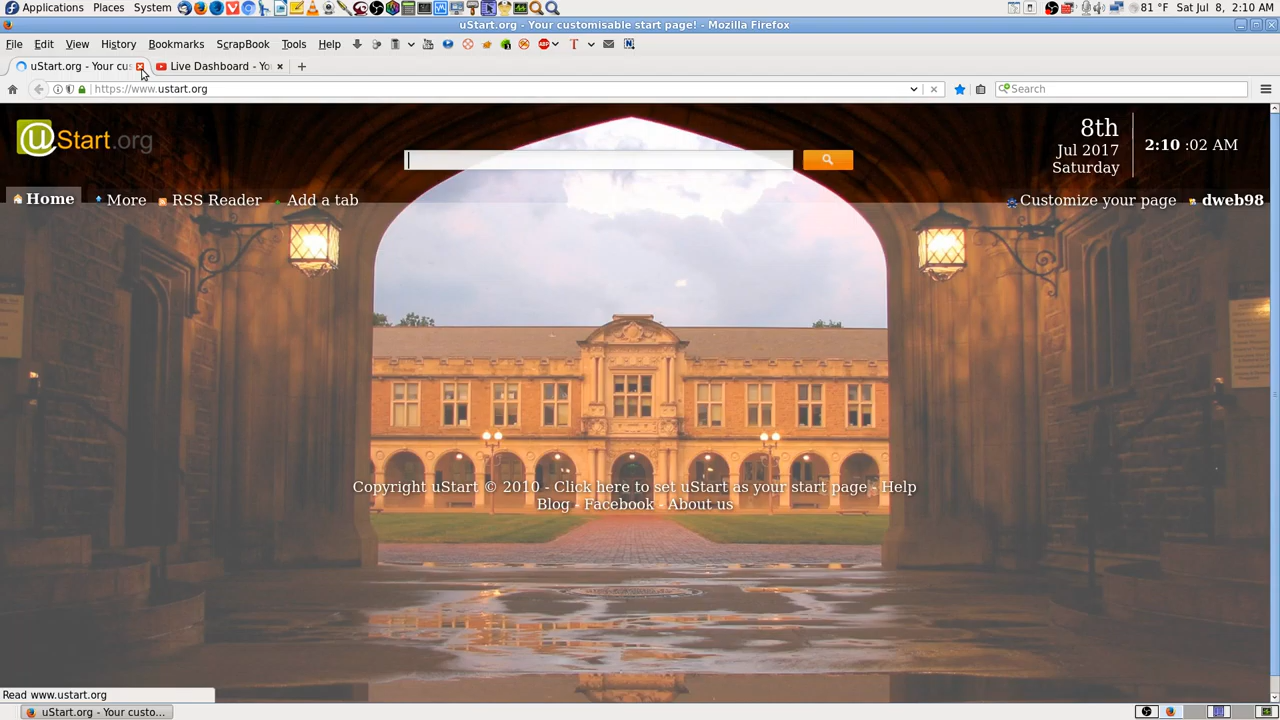 Applications Places System 81 °F Sat Jul 8, 2:10 AM
uStart.org - Your customisable start page! - Mozilla Firefox
File Edit View History Bookmarks ScrapBook Tools Help ABP T N
uStart.org - Your cus Live Dashboard - Yo
https://www.ustart.org Search
uStart.org
8th
Jul 2017
Saturday
2:10 :02 AM
Home More RSS Reader Add a tab Customize your page dweb98
Copyright uStart © 2010 - Click here to set uStart as your start page - Help
Blog - Facebook - About us
Read www.ustart.org
uStart.org - Your custo...